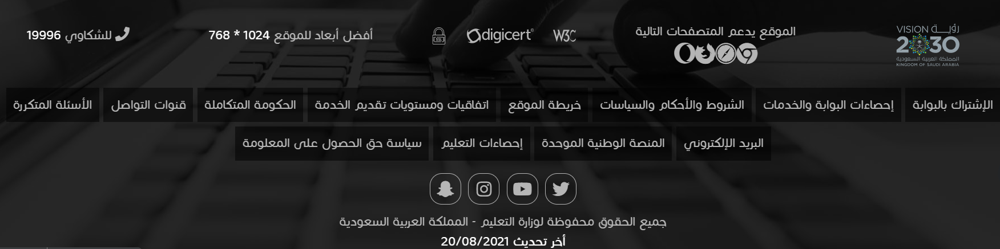 VISION رؤيـــة
2030
المملكة العربية السعودية
KINGDOM OF SAUDI ARABIA
الموقع يدعم المتصفحات التالية
W3C
digicert®
SSL
أفضل أبعاد للموقع 1024 * 768
للشكاوي 19996
الإشتراك بالبوابة
إحصاءات البوابة والخدمات
الشروط والأحكام والسياسات
خريطة الموقع
اتفاقيات ومستويات تقديم الخدمة
الحكومة المتكاملة
قنوات التواصل
الأسئلة المتكررة
البريد الإلكتروني
المنصة الوطنية الموحدة
إحصاءات التعليم
سياسة حق الحصول على المعلومة
جميع الحقوق محفوظة لوزارة التعليم - المملكة العربية السعودية
أخر تحديث 20/08/2021